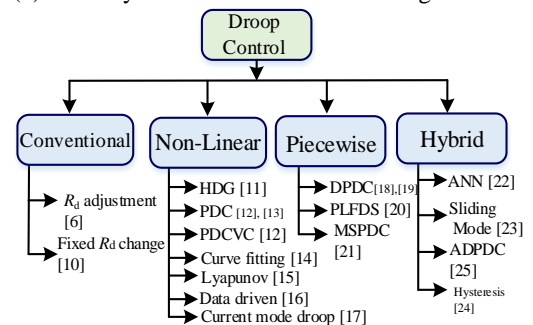 Droop
Control
Conventional
Non-Linear
Piecewise
Hybrid
Rd adjustment
[6]
Fixed Rd change
[10]
HDG [11]
PDC [12], [13]
PDCVC [12]
Curve fitting [14]
Lyapunov [15]
Data driven [16]
Current mode droop [17]
DPDC[18],[19]
PLFDS [20]
MSPDC
[21]
ANN [22]
Sliding
Mode [23]
ADPDC
[25]
Hysteresis
[24]